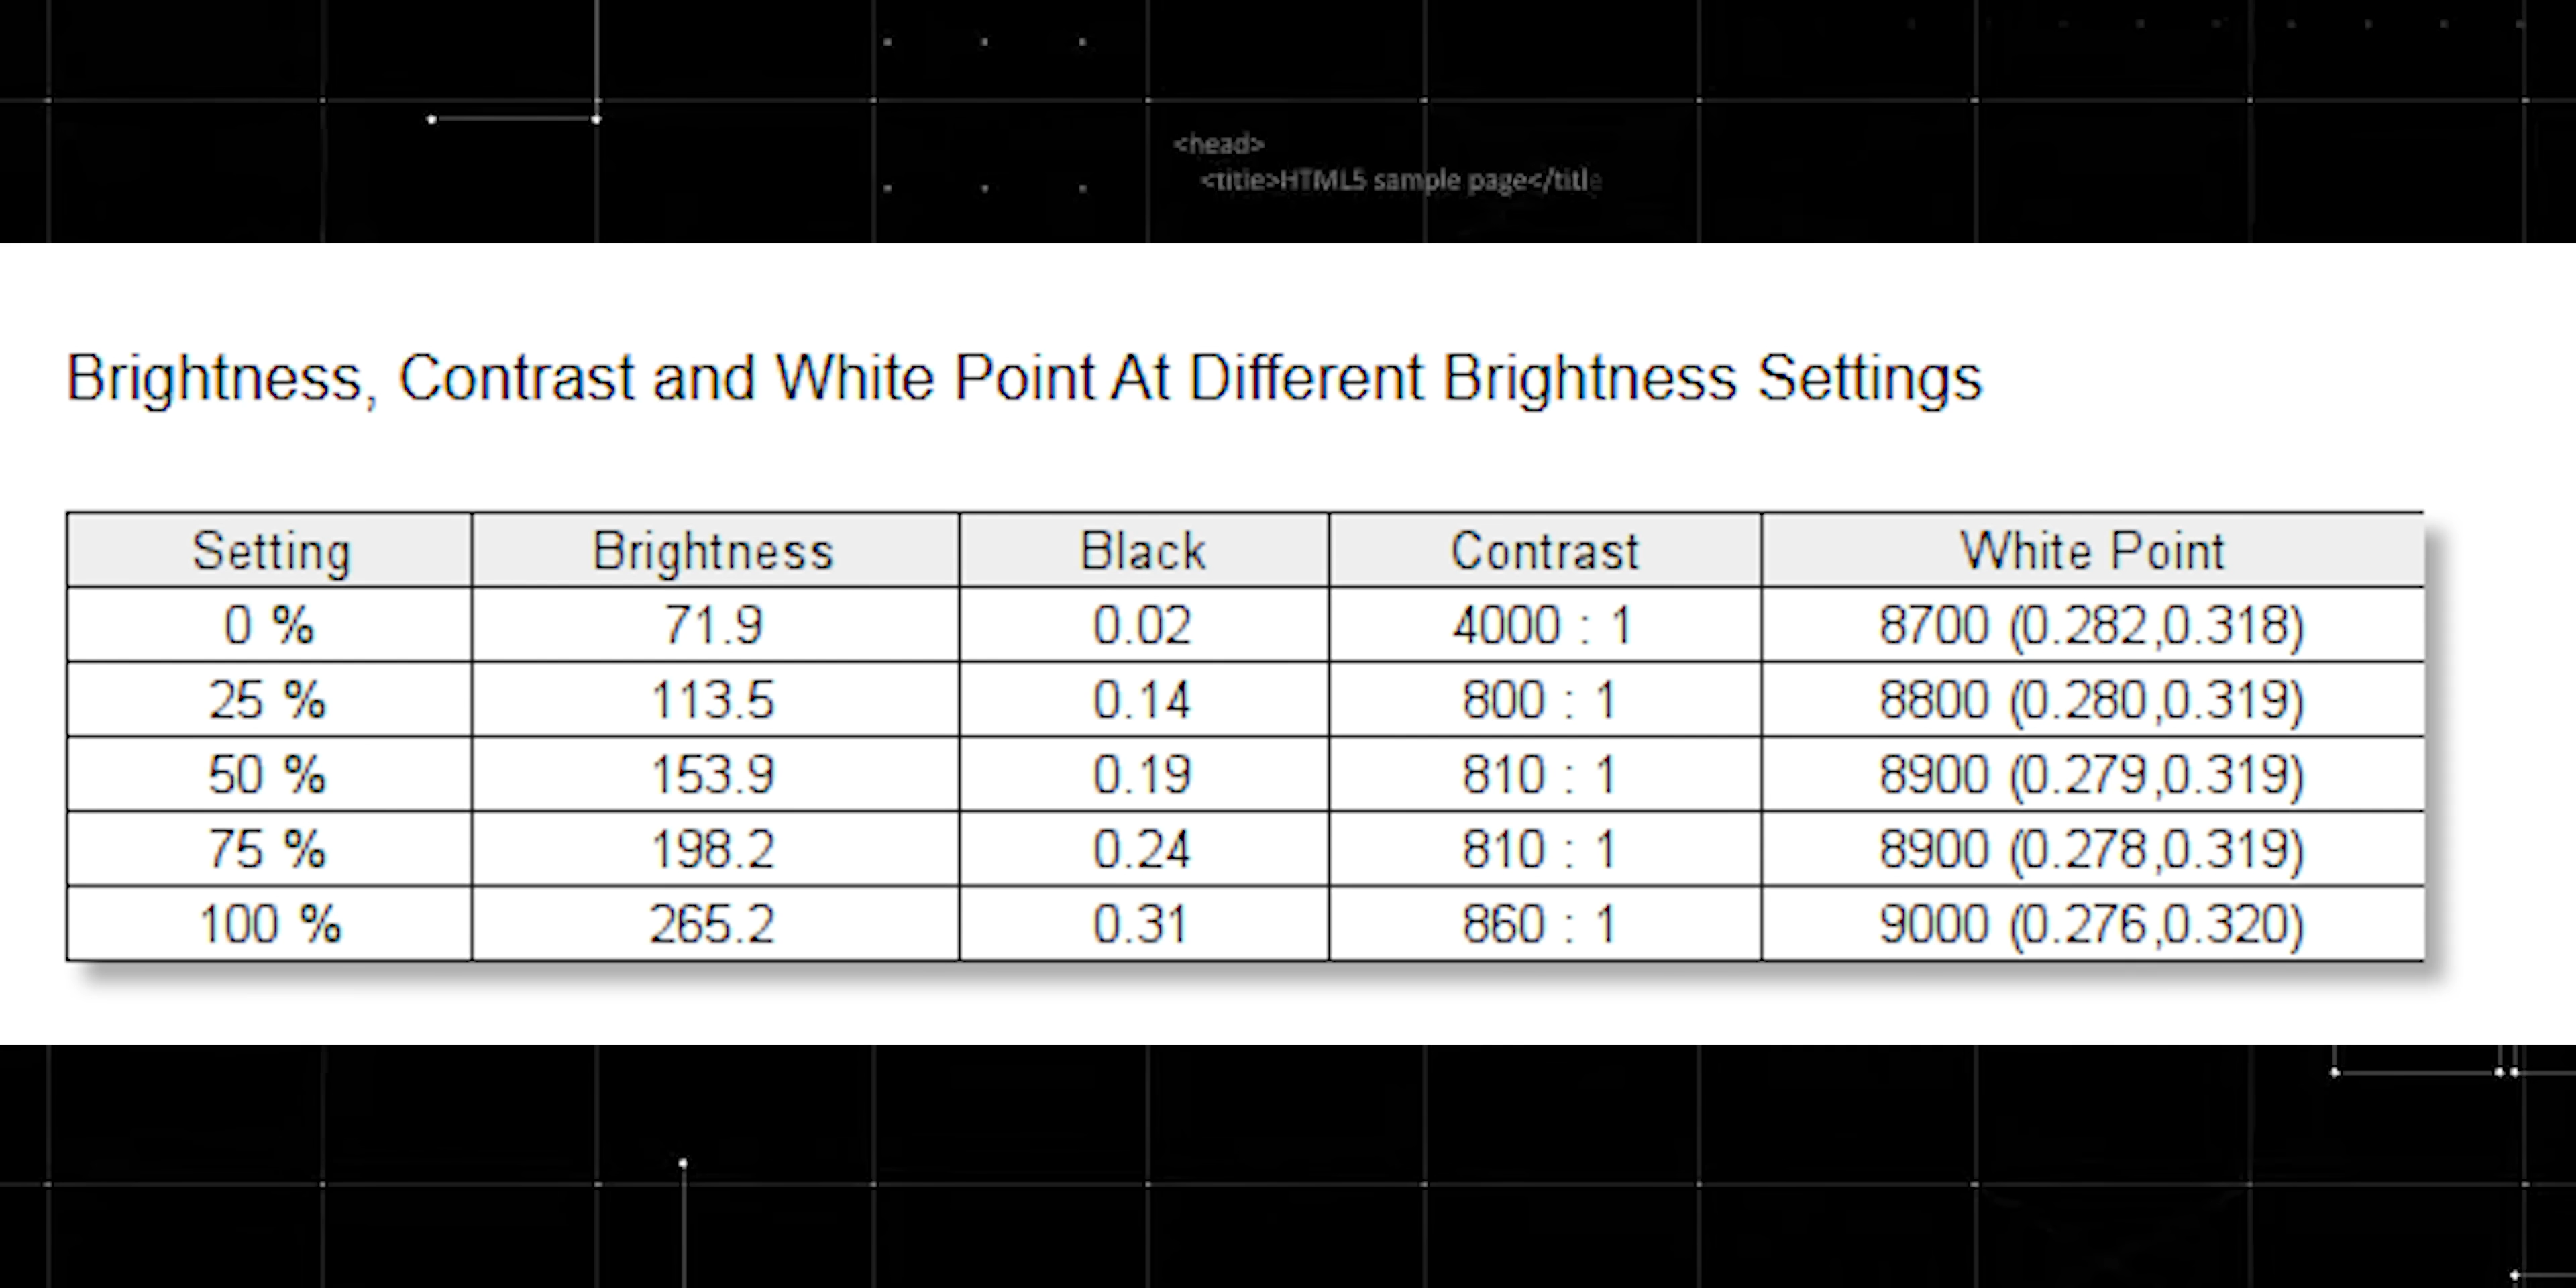 <head>
<title>HTML5 sample page</title
Brightness, Contrast and White Point At Different Brightness Settings
Setting Brightness Black Contrast White Point
0 % 71.9 0.02 4000 : 1 8700 (0.282,0.318)
25 % 113.5 0.14 800 : 1 8800 (0.280,0.319)
50 % 153.9 0.19 810 : 1 8900 (0.279,0.319)
75 % 198.2 0.24 810 : 1 8900 (0.278,0.319)
100 % 265.2 0.31 860 : 1 9000 (0.276,0.320)